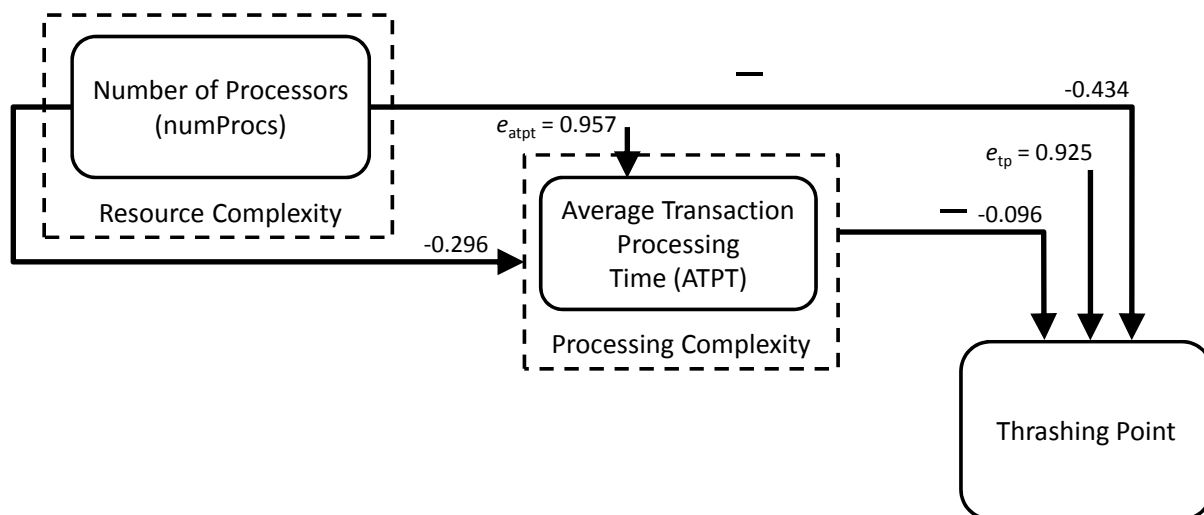 Number of Processors
(numProcs)
Resource Complexity
—
-0.434
e_atpt = 0.957
e_tp = 0.925
Average Transaction
Processing
Time (ATPT)
Processing Complexity
— -0.096
-0.296
Thrashing Point